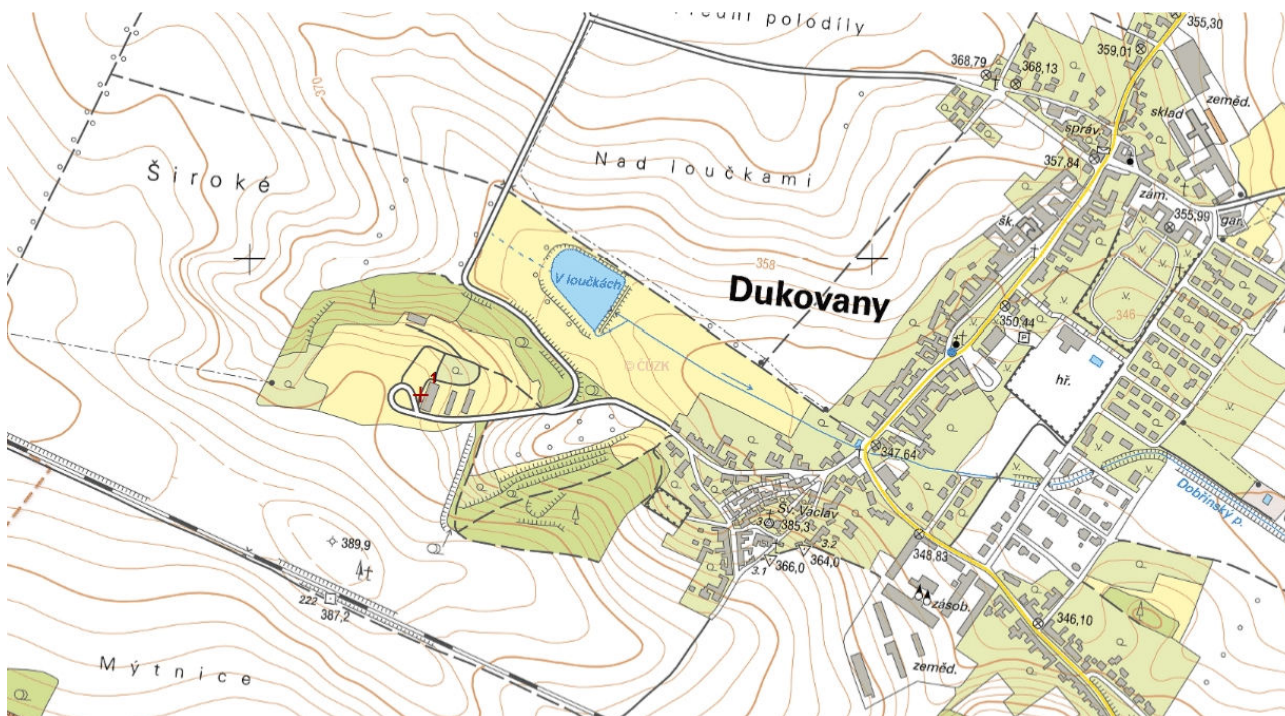 355,30
řední polodíly
359,01
368,79
368,13
370
zeměd.
sklad
správ.
357,84
Široké
Nad loučkami
zám.
355,99
gar.
šk.
358
V loučkách
Dukovany
346
350,44
P
© ČÚZK
hř.
1
347,64
Dobřínský p.
Sv. Václav
385,3
3
3.2
364,0
348,83
389,9
366,0
3.1
222
387,2
zásob.
346,10
Mýtnice
zeměd.